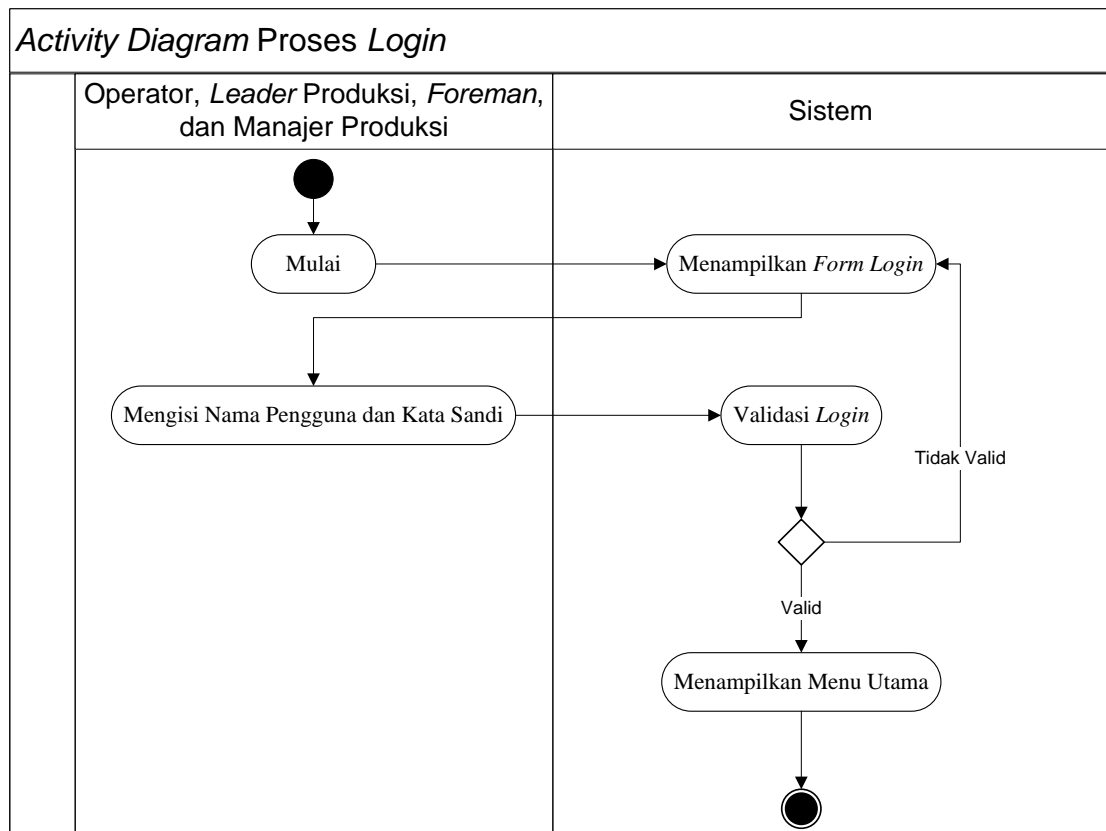 Activity Diagram Proses Login
Operator, Leader Produksi, Foreman,
dan Manajer Produksi
Sistem
Mulai
Menampilkan Form Login
Mengisi Nama Pengguna dan Kata Sandi
Validasi Login
Tidak Valid
Valid
Menampilkan Menu Utama